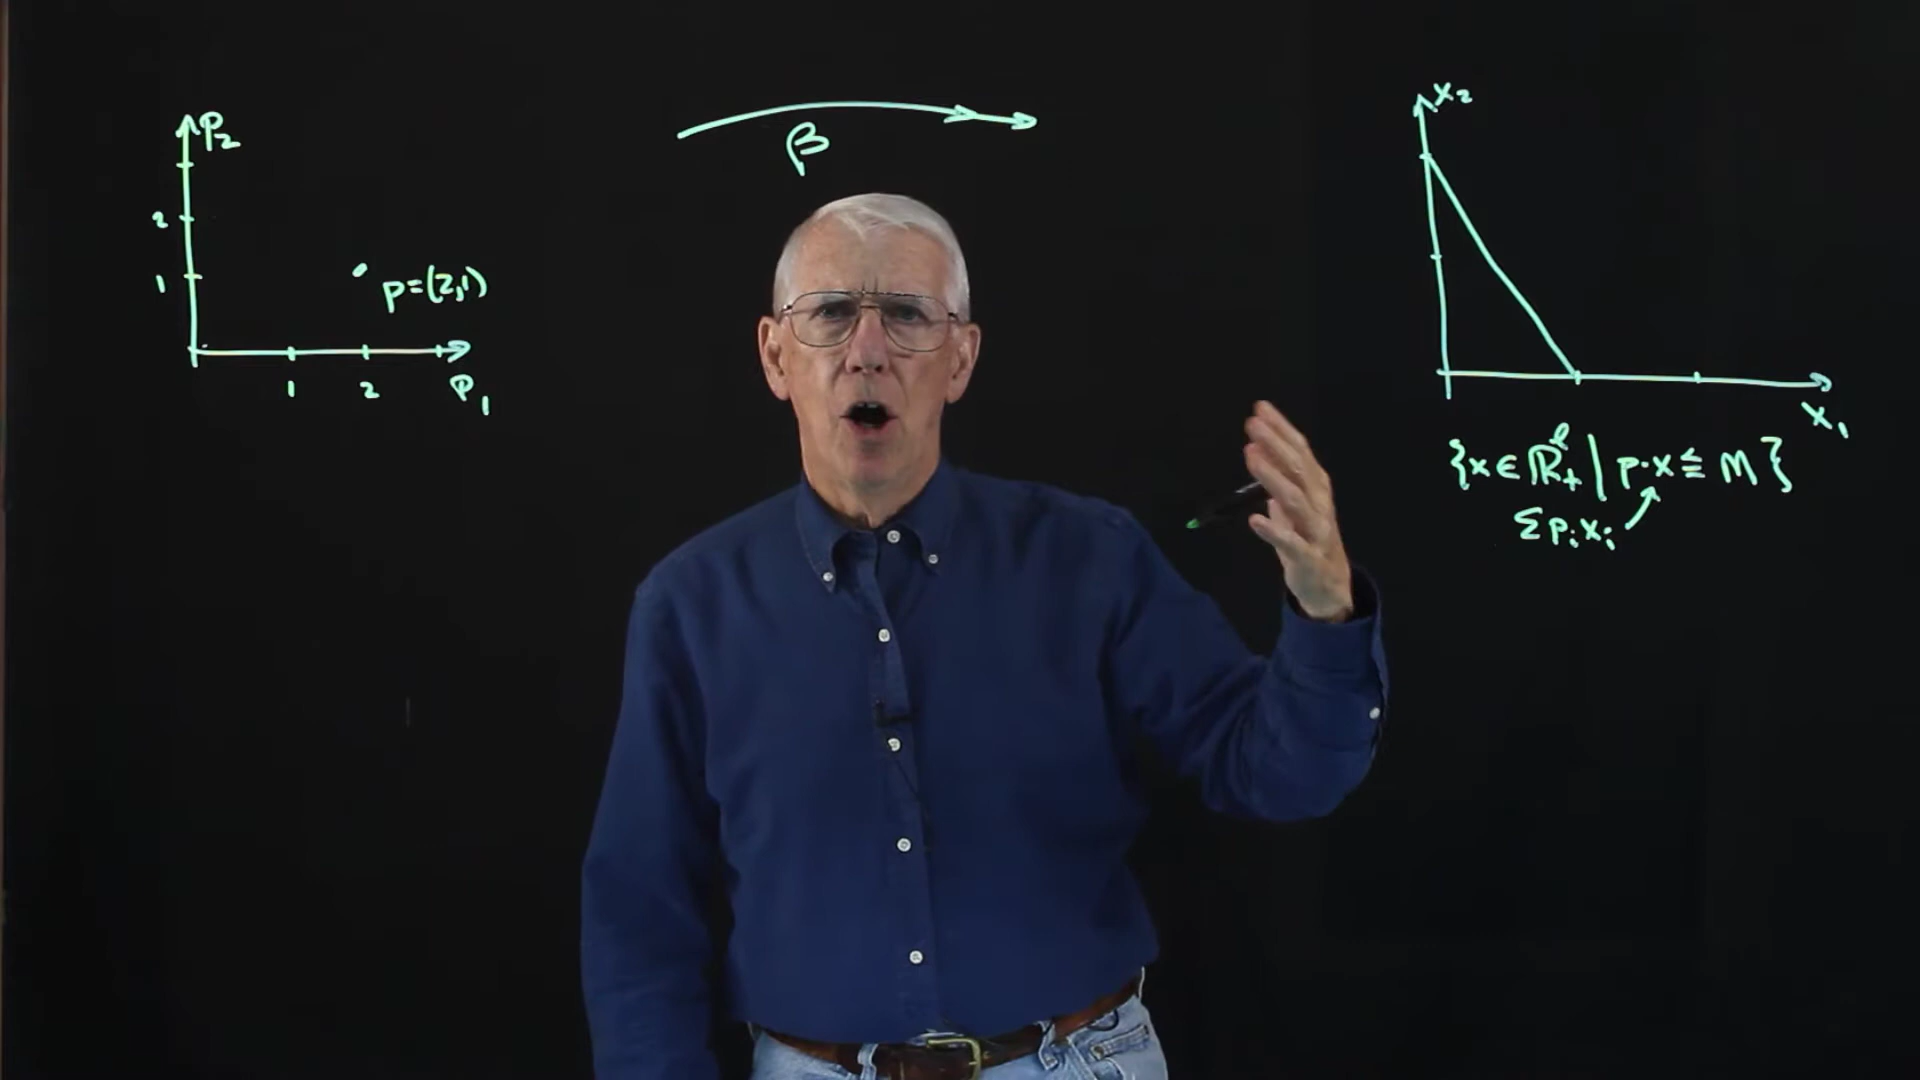 P₂
2
1
p=(2,1)
1 2 P₁
β
x₂
x₁
{x∈ℝ₊ˡ | p·x ≦ M}
Σpᵢxᵢ